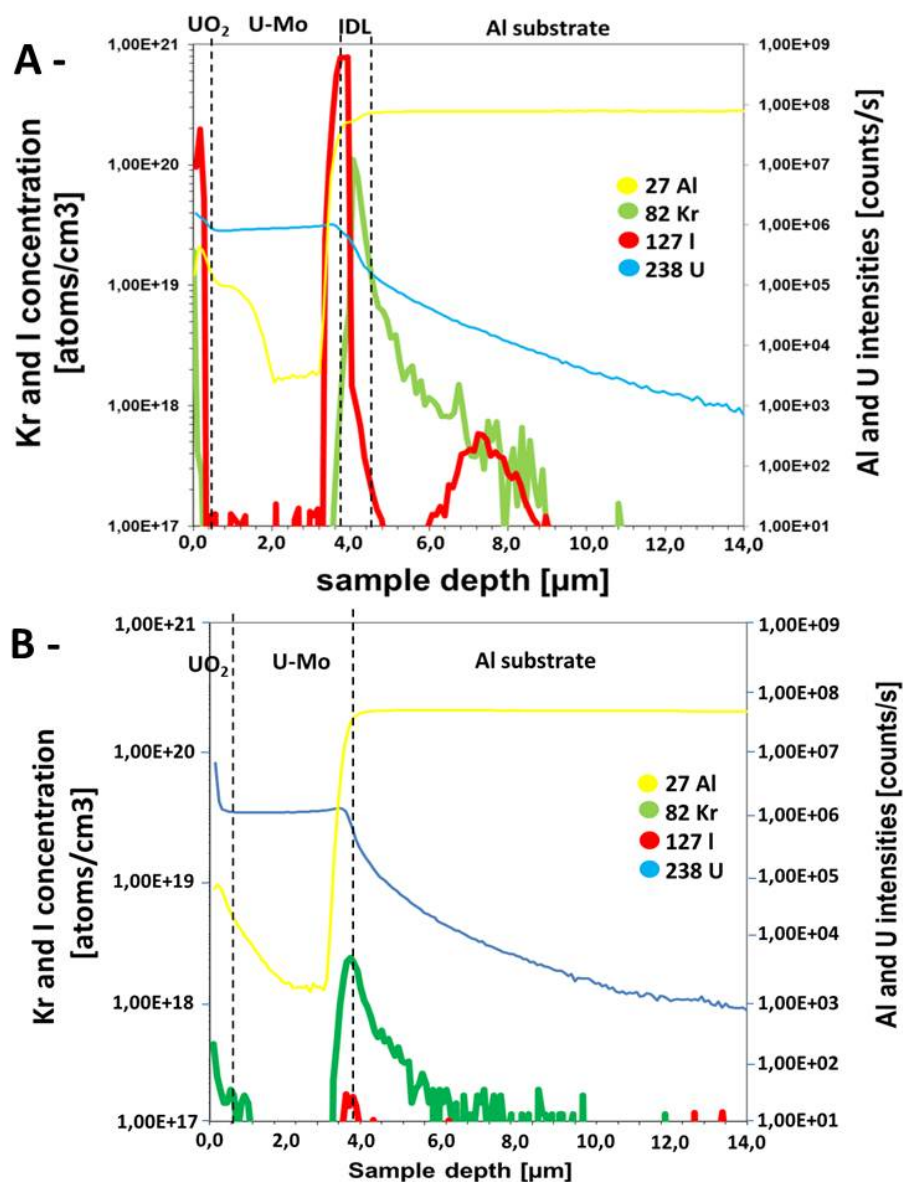 A -
UO2 U-Mo IDL Al substrate
1,00E+21
1,00E+20
1,00E+19
1,00E+18
1,00E+17
Kr and I concentration
[atoms/cm3]
1,00E+09
1,00E+08
1,00E+07
1,00E+06
1,00E+05
1,00E+04
1,00E+03
1,00E+02
1,00E+01
Al and U intensities [counts/s]
27 Al
82 Kr
127 I
238 U
0,0 2,0 4,0 6,0 8,0 10,0 12,0 14,0
sample depth [µm]
B -
UO2 U-Mo Al substrate
1,00E+21
1,00E+20
1,00E+19
1,00E+18
1,00E+17
Kr and I concentration
[atoms/cm3]
1,00E+09
1,00E+08
1,00E+07
1,00E+06
1,00E+05
1,00E+04
1,00E+03
1,00E+02
1,00E+01
Al and U intensities [counts/s]
27 Al
82 Kr
127 I
238 U
0,0 2,0 4,0 6,0 8,0 10,0 12,0 14,0
Sample depth [µm]